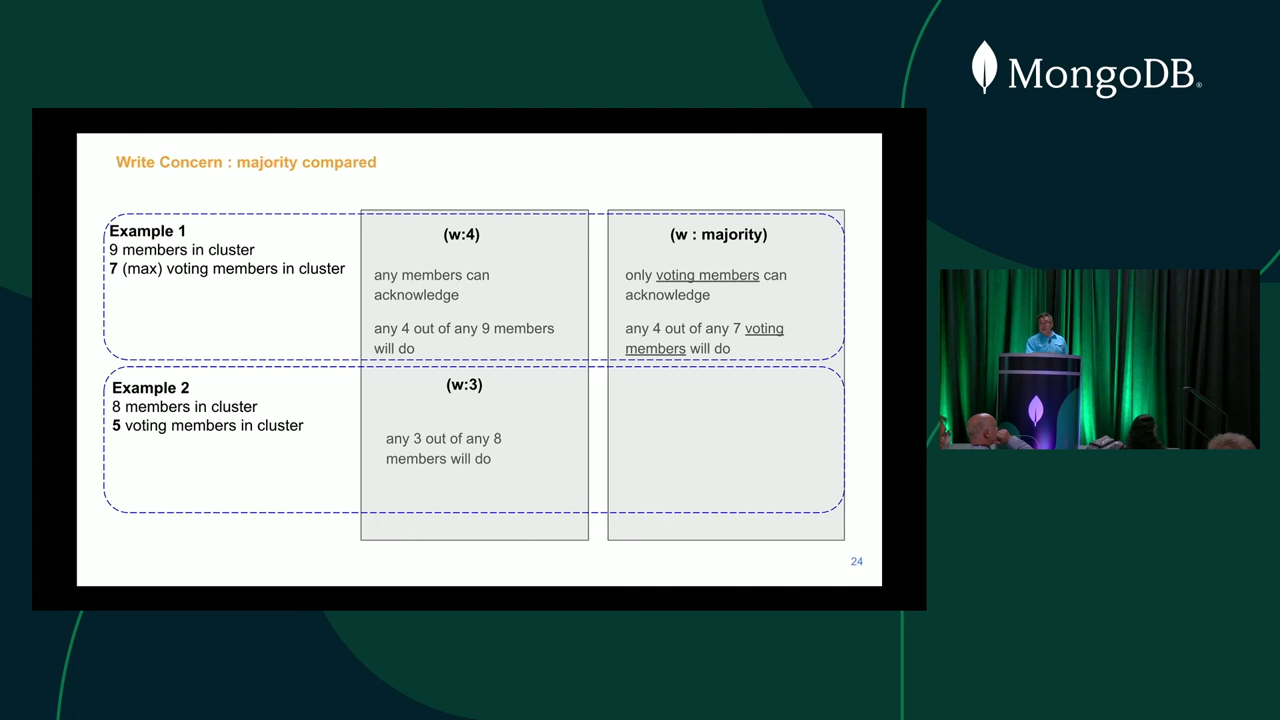 MongoDB®
Write Concern : majority compared
Example 1
9 members in cluster
7 (max) voting members in cluster
(w:4)
any members can
acknowledge
any 4 out of any 9 members
will do
(w : majority)
only voting members can
acknowledge
any 4 out of any 7 voting
members will do
Example 2
8 members in cluster
5 voting members in cluster
(w:3)
any 3 out of any 8
members will do
24